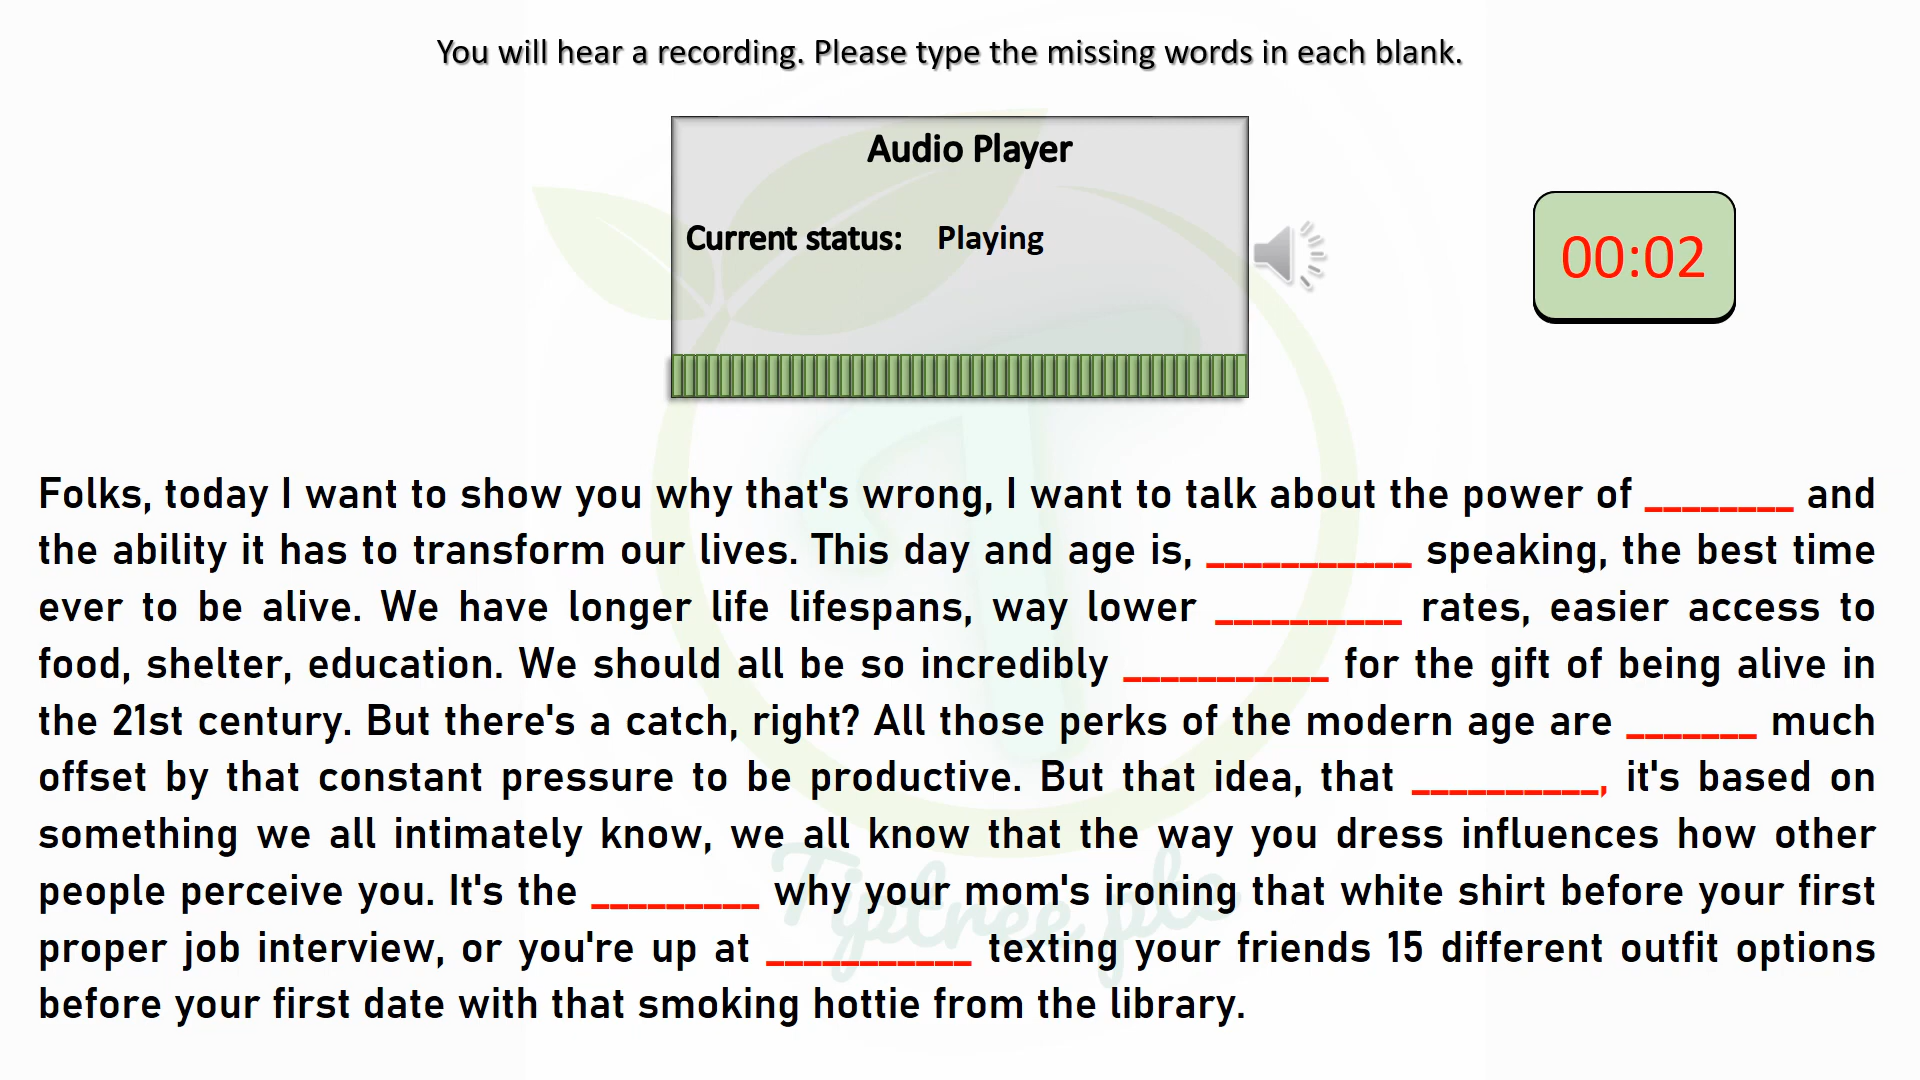 You will hear a recording. Please type the missing words in each blank.
Audio Player
Current status: Playing
00:02
Folks, today I want to show you why that's wrong, I want to talk about the power of ________ and
the ability it has to transform our lives. This day and age is, ___________ speaking, the best time
ever to be alive. We have longer life lifespans, way lower __________ rates, easier access to
food, shelter, education. We should all be so incredibly ___________ for the gift of being alive in
the 21st century. But there's a catch, right? All those perks of the modern age are _______ much
offset by that constant pressure to be productive. But that idea, that __________, it's based on
something we all intimately know, we all know that the way you dress influences how other
people perceive you. It's the _________ why your mom's ironing that white shirt before your first
proper job interview, or you're up at ___________ texting your friends 15 different outfit options
before your first date with that smoking hottie from the library.
Tiptree.plc